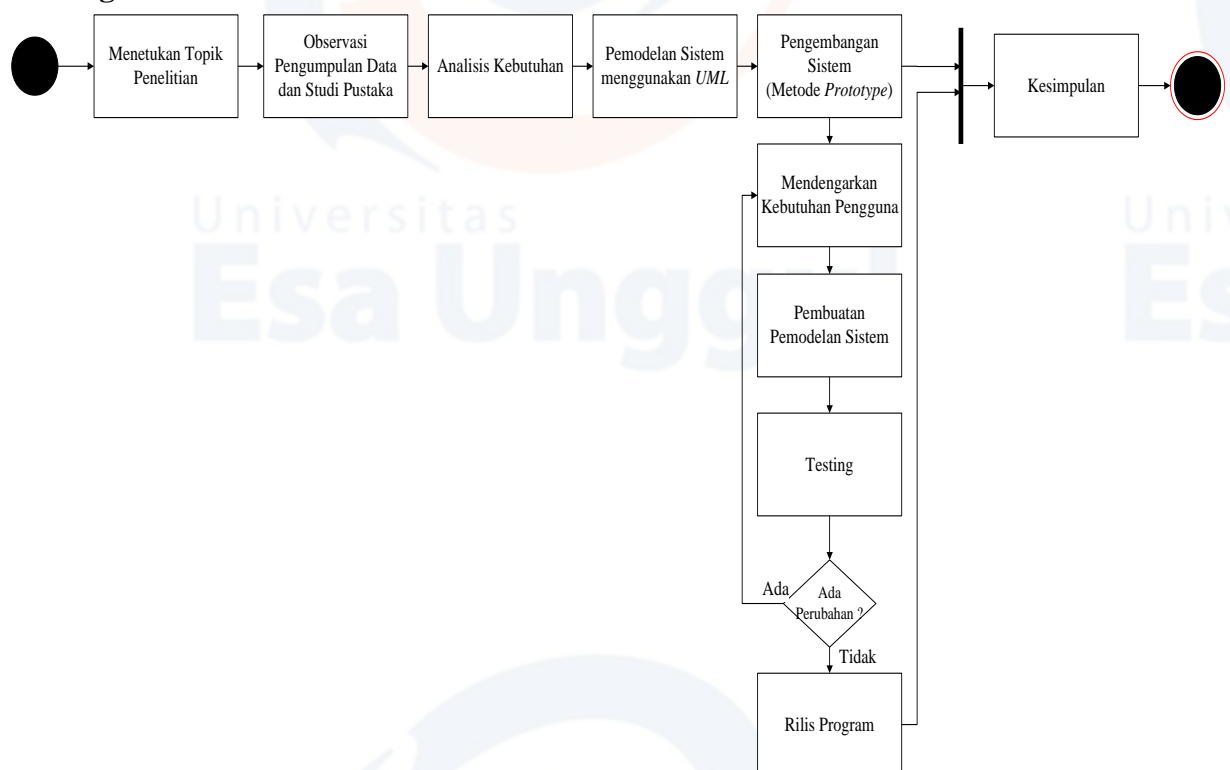 Menetukan Topik
Penelitian
Observasi
Pengumpulan Data
dan Studi Pustaka
Analisis Kebutuhan
Pemodelan Sistem
menggunakan UML
Pengembangan
Sistem
(Metode Prototype)
Kesimpulan
Mendengarkan
Kebutuhan Pengguna
Pembuatan
Pemodelan Sistem
Testing
Ada
Ada
Perubahan ?
Tidak
Rilis Program
Universitas
Esa Unggul